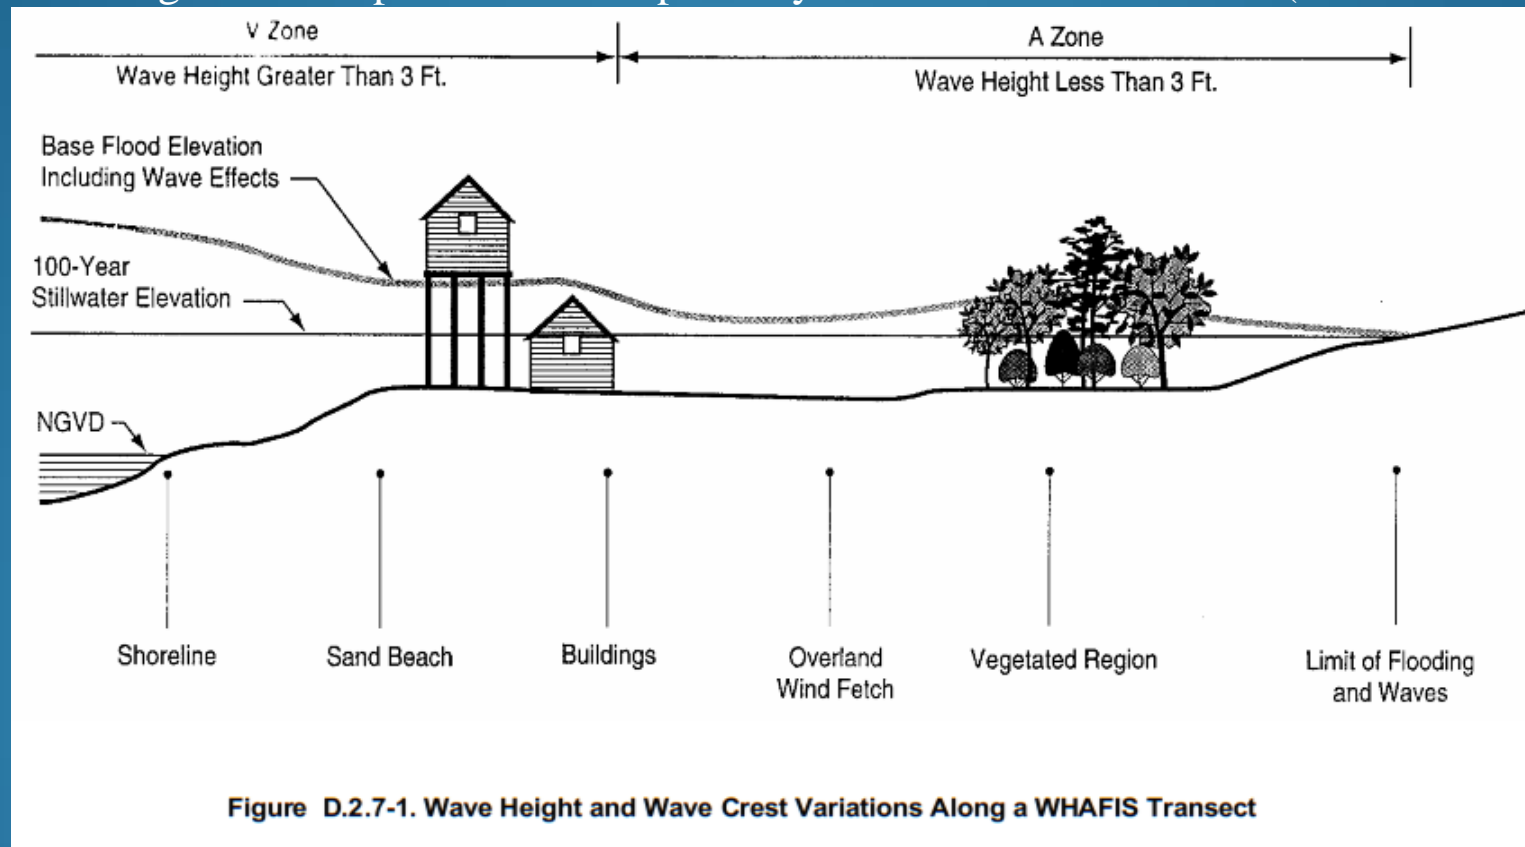 V Zone
A Zone
Wave Height Greater Than 3 Ft.
Wave Height Less Than 3 Ft.
Base Flood Elevation
Including Wave Effects
100-Year
Stillwater Elevation
NGVD
Shoreline
Sand Beach
Buildings
Overland
Wind Fetch
Vegetated Region
Limit of Flooding
and Waves
Figure D.2.7-1. Wave Height and Wave Crest Variations Along a WHAFIS Transect